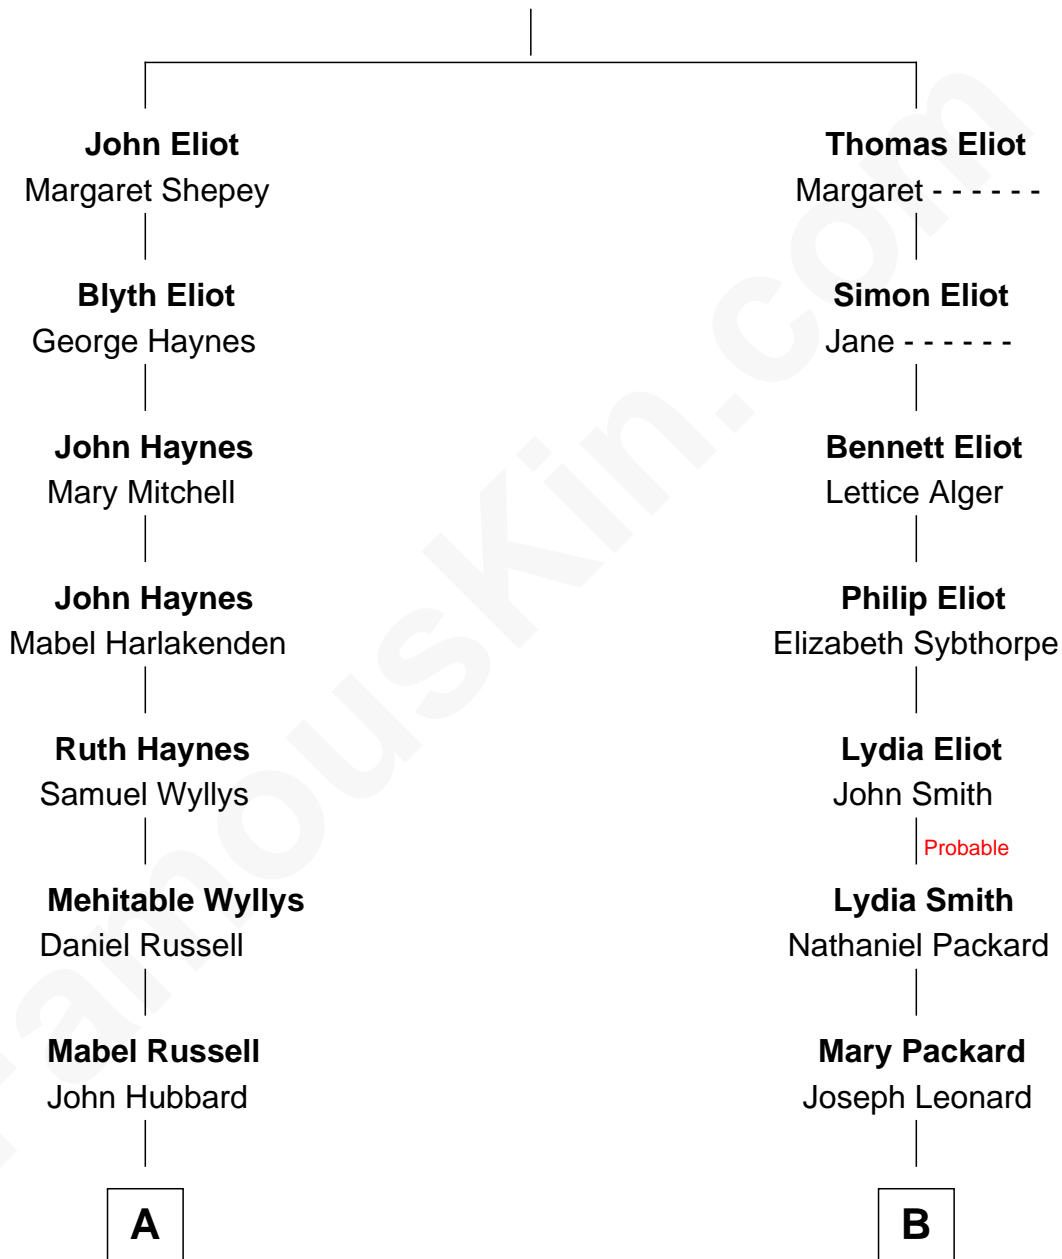 John Eliot
Margaret Shepey
Blyth Eliot
George Haynes
John Haynes
Mary Mitchell
John Haynes
Mabel Harlakenden
Ruth Haynes
Samuel Wyllys
Mehitable Wyllys
Daniel Russell
Mabel Russell
John Hubbard
A
Thomas Eliot
Margaret - - - - - -
Simon Eliot
Jane - - - - - -
Bennett Eliot
Lettice Alger
Philip Eliot
Elizabeth Sybthorpe
Lydia Eliot
John Smith
Probable
Lydia Smith
Nathaniel Packard
Mary Packard
Joseph Leonard
B
FamousKin.com